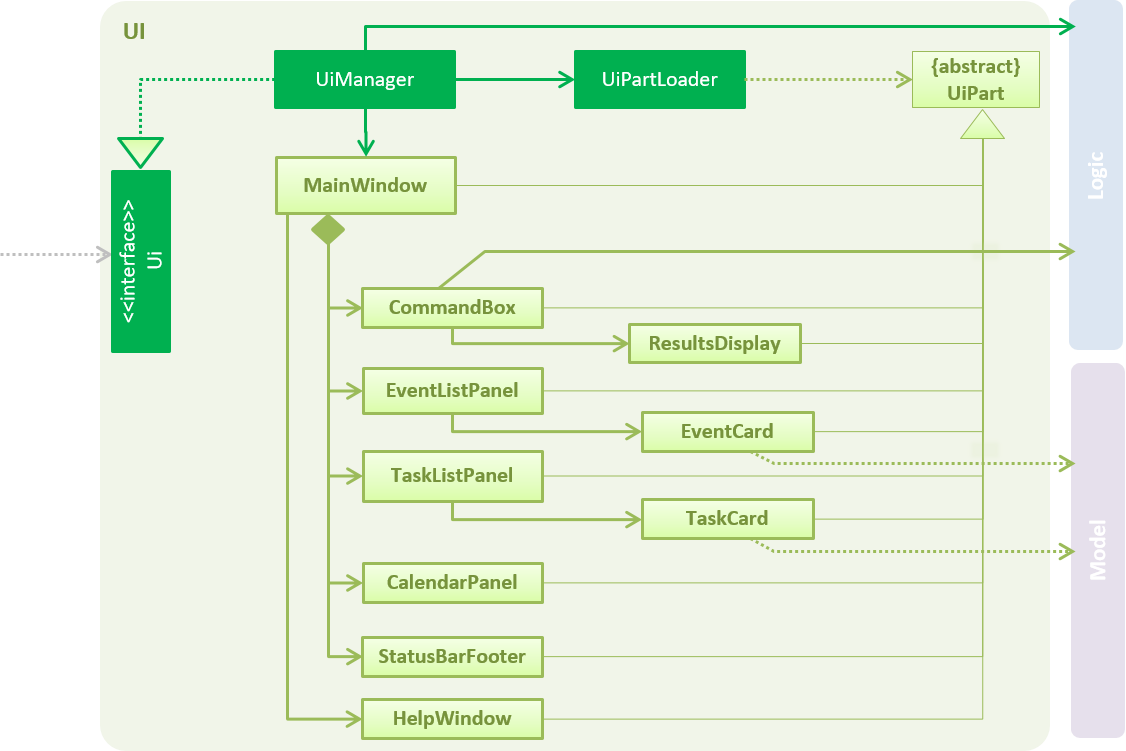 UI
UiManager
UiPartLoader
{abstract}
UiPart
Logic
MainWindow
<<interface>>
Ui
CommandBox
ResultsDisplay
EventListPanel
EventCard
TaskListPanel
TaskCard
Model
CalendarPanel
StatusBarFooter
HelpWindow